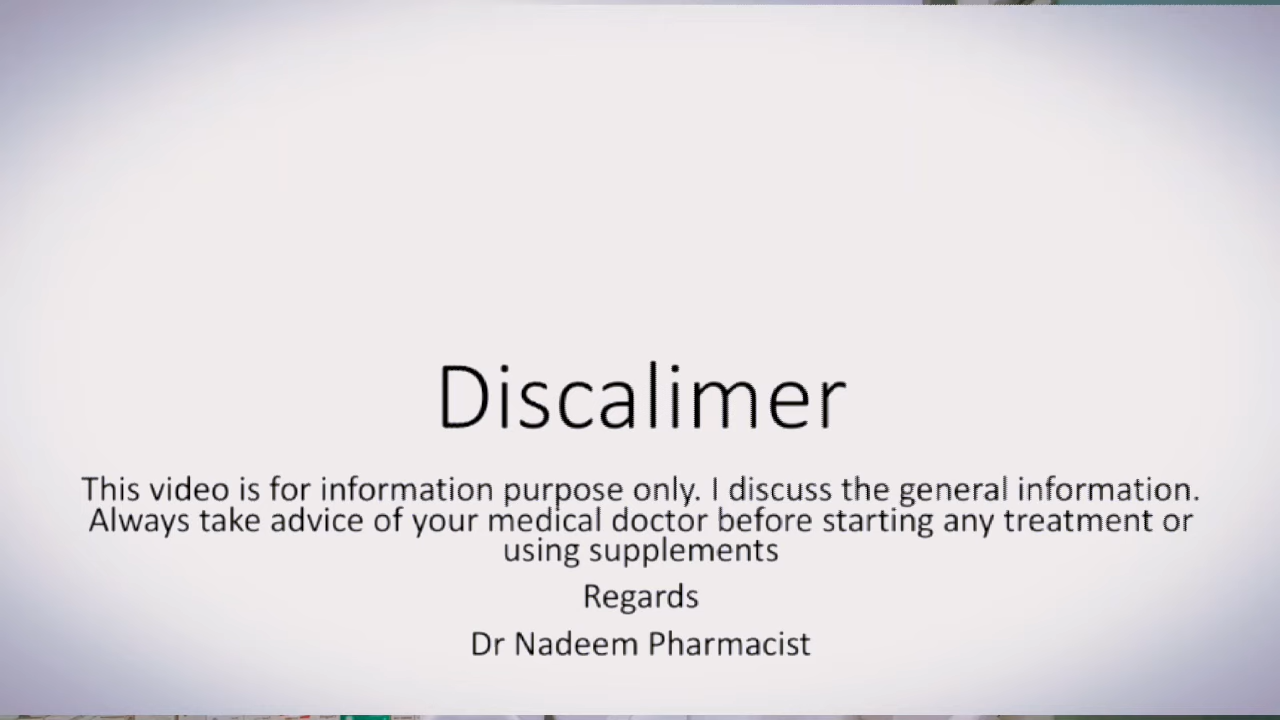 Discalimer
This video is for information purpose only. I discuss the general information.
Always take advice of your medical doctor before starting any treatment or
using supplements
Regards
Dr Nadeem Pharmacist